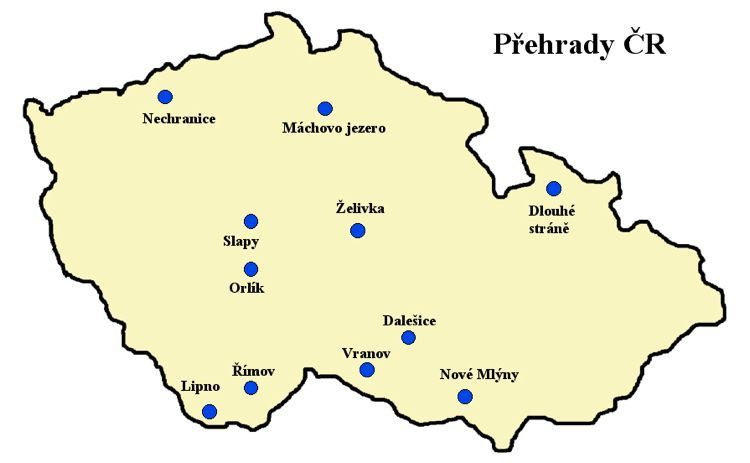 Přehrady ČR
Nechranice
Máchovo jezero
Želivka
Dlouhé
stráně
Slapy
Orlík
Dalešice
Vranov
Římov
Nové Mlýny
Lipno